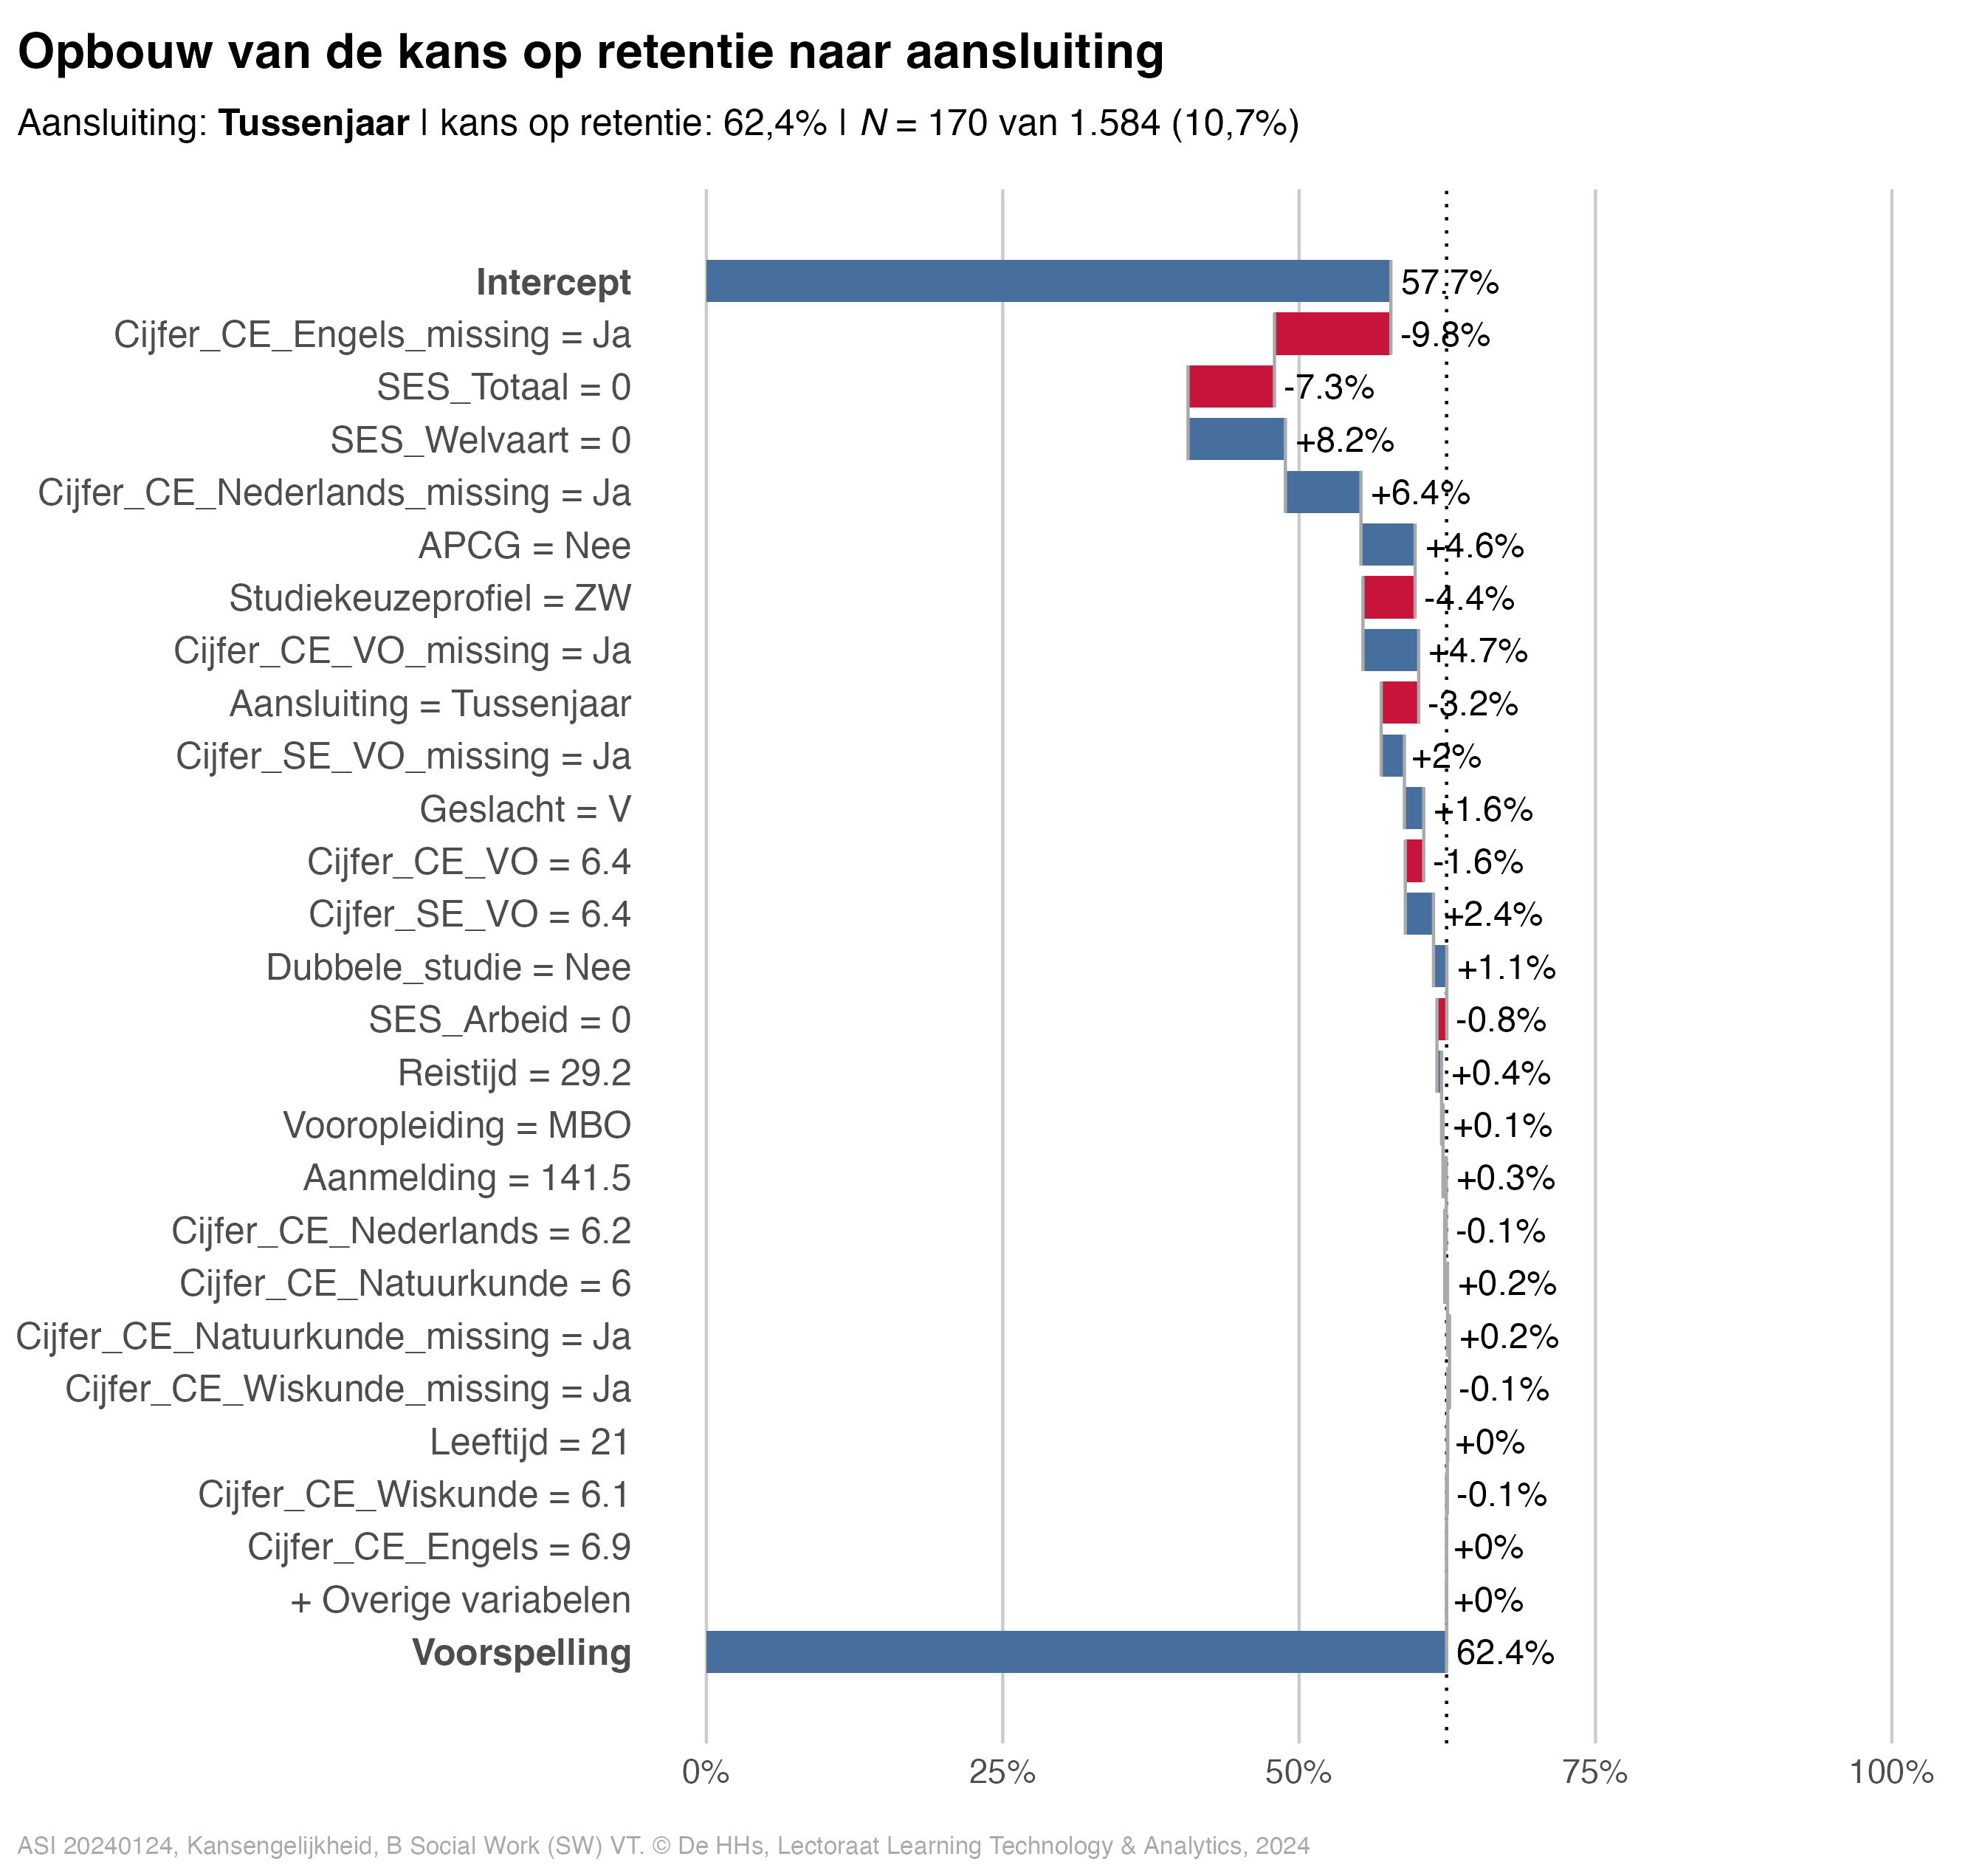 Opbouw van de kans op retentie naar aansluiting
Aansluiting: Tussenjaar | kans op retentie: 62,4% | N = 170 van 1.584 (10,7%)
Intercept 57.7%
Cijfer_CE_Engels_missing = Ja -9.8%
SES_Totaal = 0 -7.3%
SES_Welvaart = 0 +8.2%
Cijfer_CE_Nederlands_missing = Ja +6.4%
APCG = Nee +4.6%
Studiekeuzeprofiel = ZW -4.4%
Cijfer_CE_VO_missing = Ja +4.7%
Aansluiting = Tussenjaar -3.2%
Cijfer_SE_VO_missing = Ja +2%
Geslacht = V +1.6%
Cijfer_CE_VO = 6.4 -1.6%
Cijfer_SE_VO = 6.4 +2.4%
Dubbele_studie = Nee +1.1%
SES_Arbeid = 0 -0.8%
Reistijd = 29.2 +0.4%
Vooropleiding = MBO +0.1%
Aanmelding = 141.5 +0.3%
Cijfer_CE_Nederlands = 6.2 -0.1%
Cijfer_CE_Natuurkunde = 6 +0.2%
Cijfer_CE_Natuurkunde_missing = Ja +0.2%
Cijfer_CE_Wiskunde_missing = Ja -0.1%
Leeftijd = 21 +0%
Cijfer_CE_Wiskunde = 6.1 -0.1%
Cijfer_CE_Engels = 6.9 +0%
+ Overige variabelen +0%
Voorspelling 62.4%
0% 25% 50% 75% 100%
ASI 20240124, Kansengelijkheid, B Social Work (SW) VT. © De HHs, Lectoraat Learning Technology & Analytics, 2024